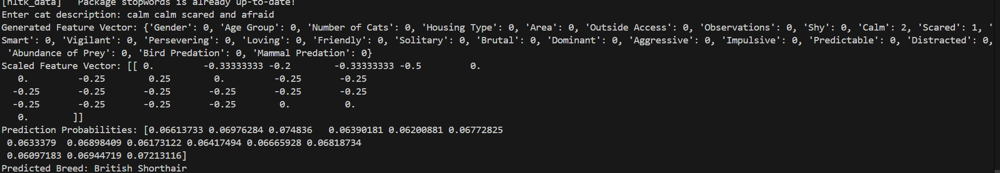 [nltk_data]   Package stopwords is already up-to-date!
Enter cat description: calm calm scared and afraid
Generated Feature Vector: {'Gender': 0, 'Age Group': 0, 'Number of Cats': 0, 'Housing Type': 0, 'Area': 0, 'Outside Access': 0, 'Observations': 0, 'Shy': 0, 'Calm': 2, 'Scared': 1, '
Smart': 0, 'Vigilant': 0, 'Persevering': 0, 'Loving': 0, 'Friendly': 0, 'Solitary': 0, 'Brutal': 0, 'Dominant': 0, 'Aggressive': 0, 'Impulsive': 0, 'Predictable': 0, 'Distracted': 0,
 'Abundance of Prey': 0, 'Bird Predation': 0, 'Mammal Predation': 0}
Scaled Feature Vector: [[ 0.         -0.33333333 -0.2        -0.33333333 -0.5         0.
   0.         -0.25        0.25        0.         -0.25       -0.25
  -0.25       -0.25       -0.25       -0.25       -0.25       -0.25
  -0.25       -0.25       -0.25       -0.25        0.          0.
   0.        ]]
Prediction Probabilities: [0.06613733 0.06976284 0.074836   0.06390181 0.06200881 0.06772825
 0.0633379  0.06898409 0.06173122 0.06417494 0.06665928 0.06818734
 0.06097183 0.06944719 0.07213116]
Predicted Breed: British Shorthair